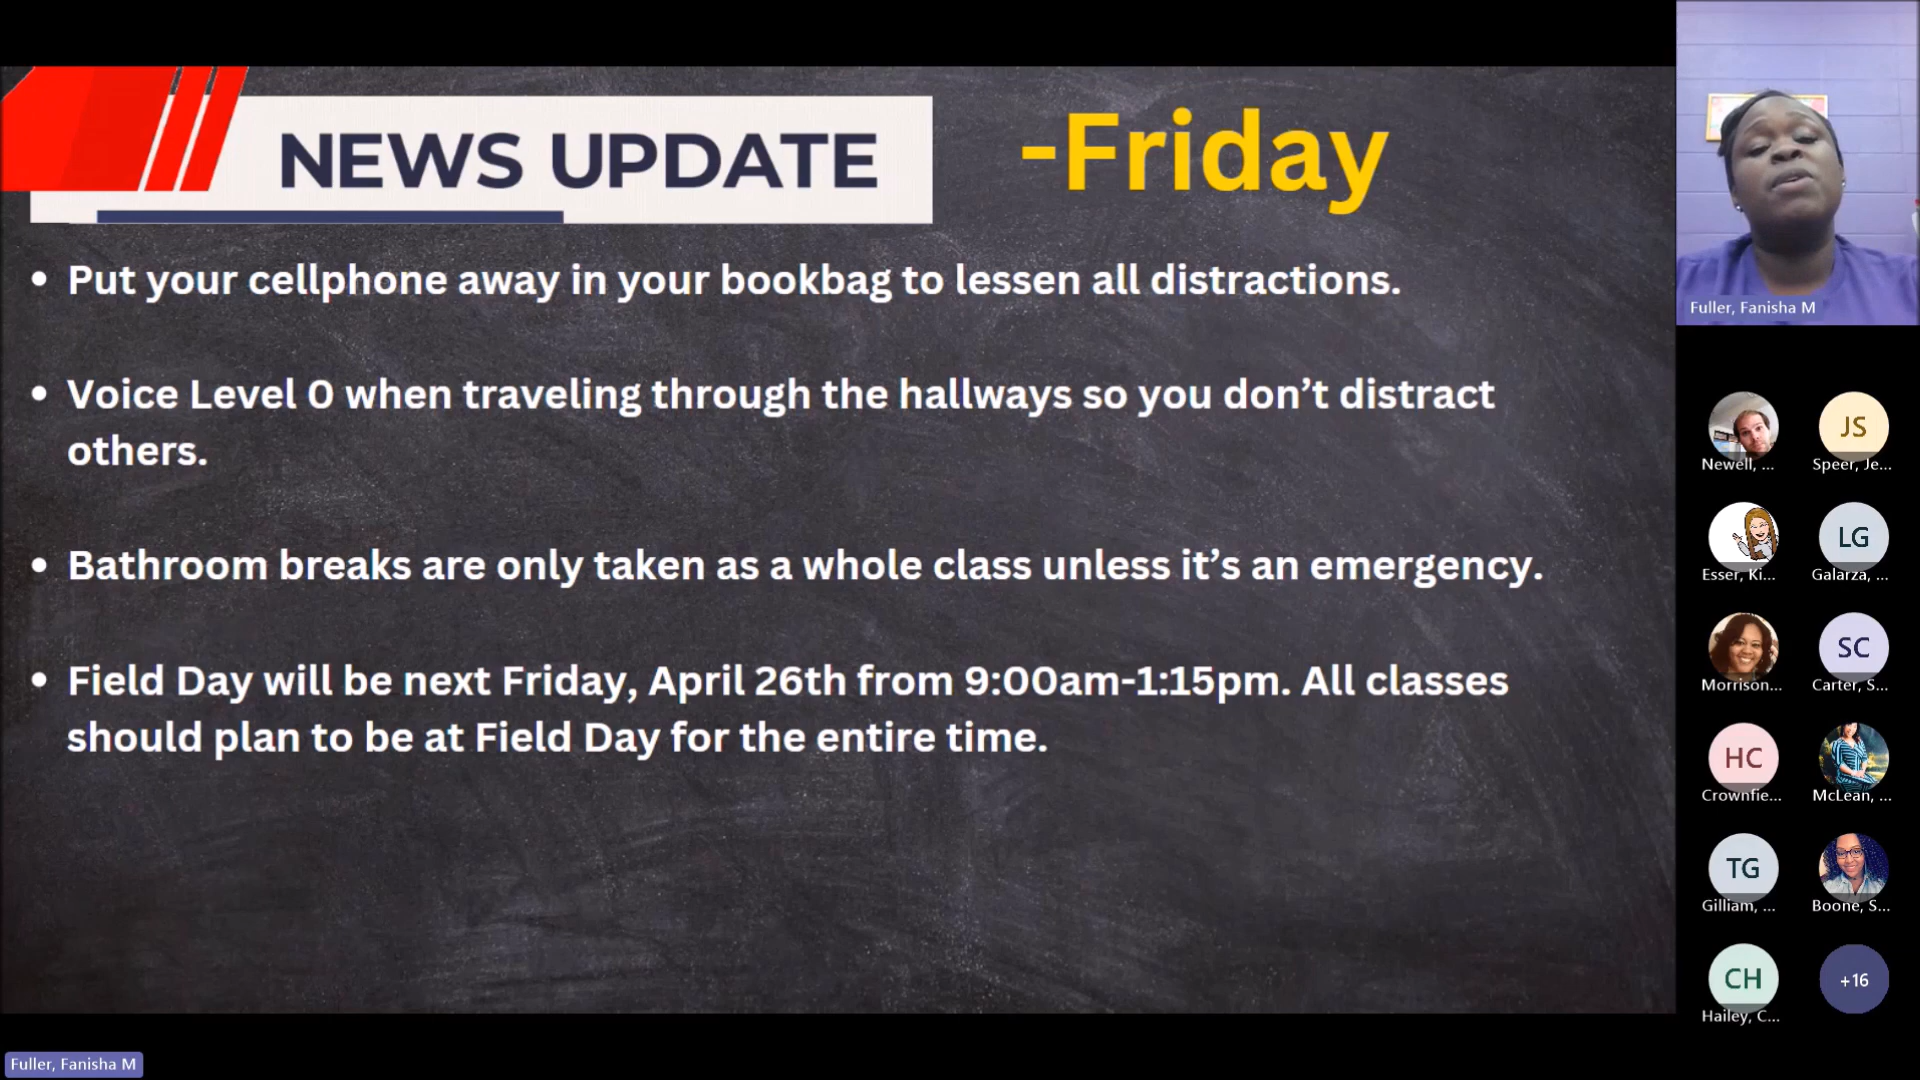 NEWS UPDATE
-Friday
• Put your cellphone away in your bookbag to lessen all distractions.
• Voice Level 0 when traveling through the hallways so you don’t distract
others.
• Bathroom breaks are only taken as a whole class unless it’s an emergency.
• Field Day will be next Friday, April 26th from 9:00am-1:15pm. All classes
should plan to be at Field Day for the entire time.
Fuller, Fanisha M
JS
Newell, ...
Speer, Je...
LG
Esser, Ki...
Galarza, ...
SC
Morrison...
Carter, S...
HC
Crownfie...
McLean, ...
TG
Gilliam, ...
Boone, S...
CH
+16
Hailey, C...
Fuller, Fanisha M